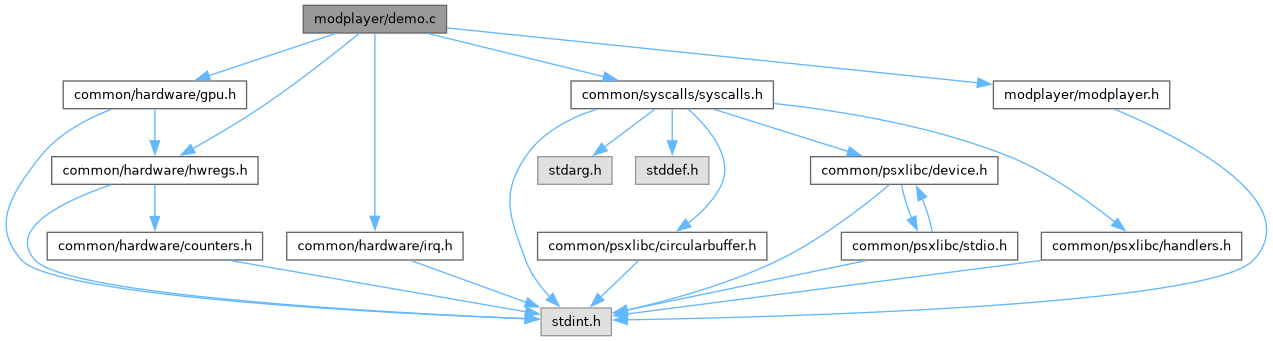 modplayer/demo.c
common/hardware/gpu.h
common/syscalls/syscalls.h
modplayer/modplayer.h
common/hardware/hwregs.h
stdarg.h
stddef.h
common/psxlibc/device.h
common/hardware/counters.h
common/hardware/irq.h
common/psxlibc/circularbuffer.h
common/psxlibc/stdio.h
common/psxlibc/handlers.h
stdint.h